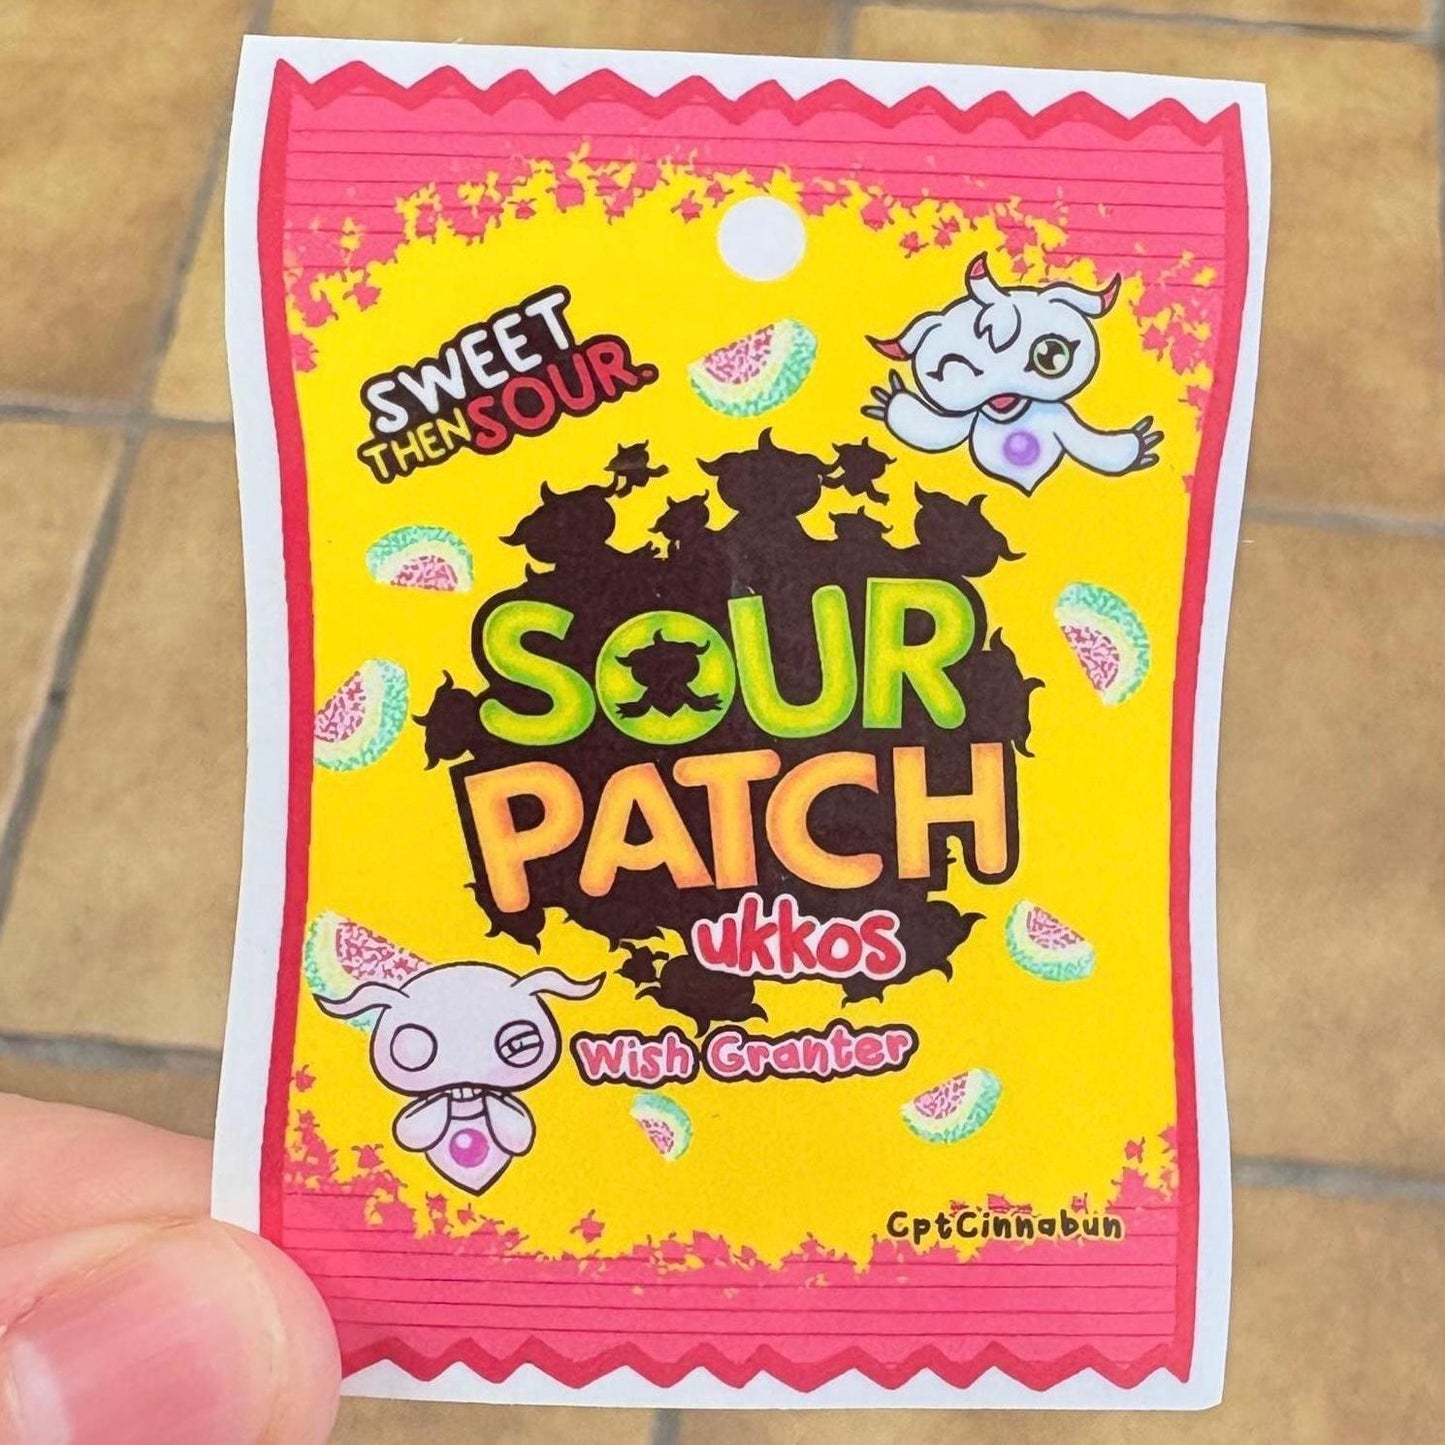 SWEET
THEN SOUR.
SOUR
PATCH
ukkos
Wish Granter
CptCinnabun